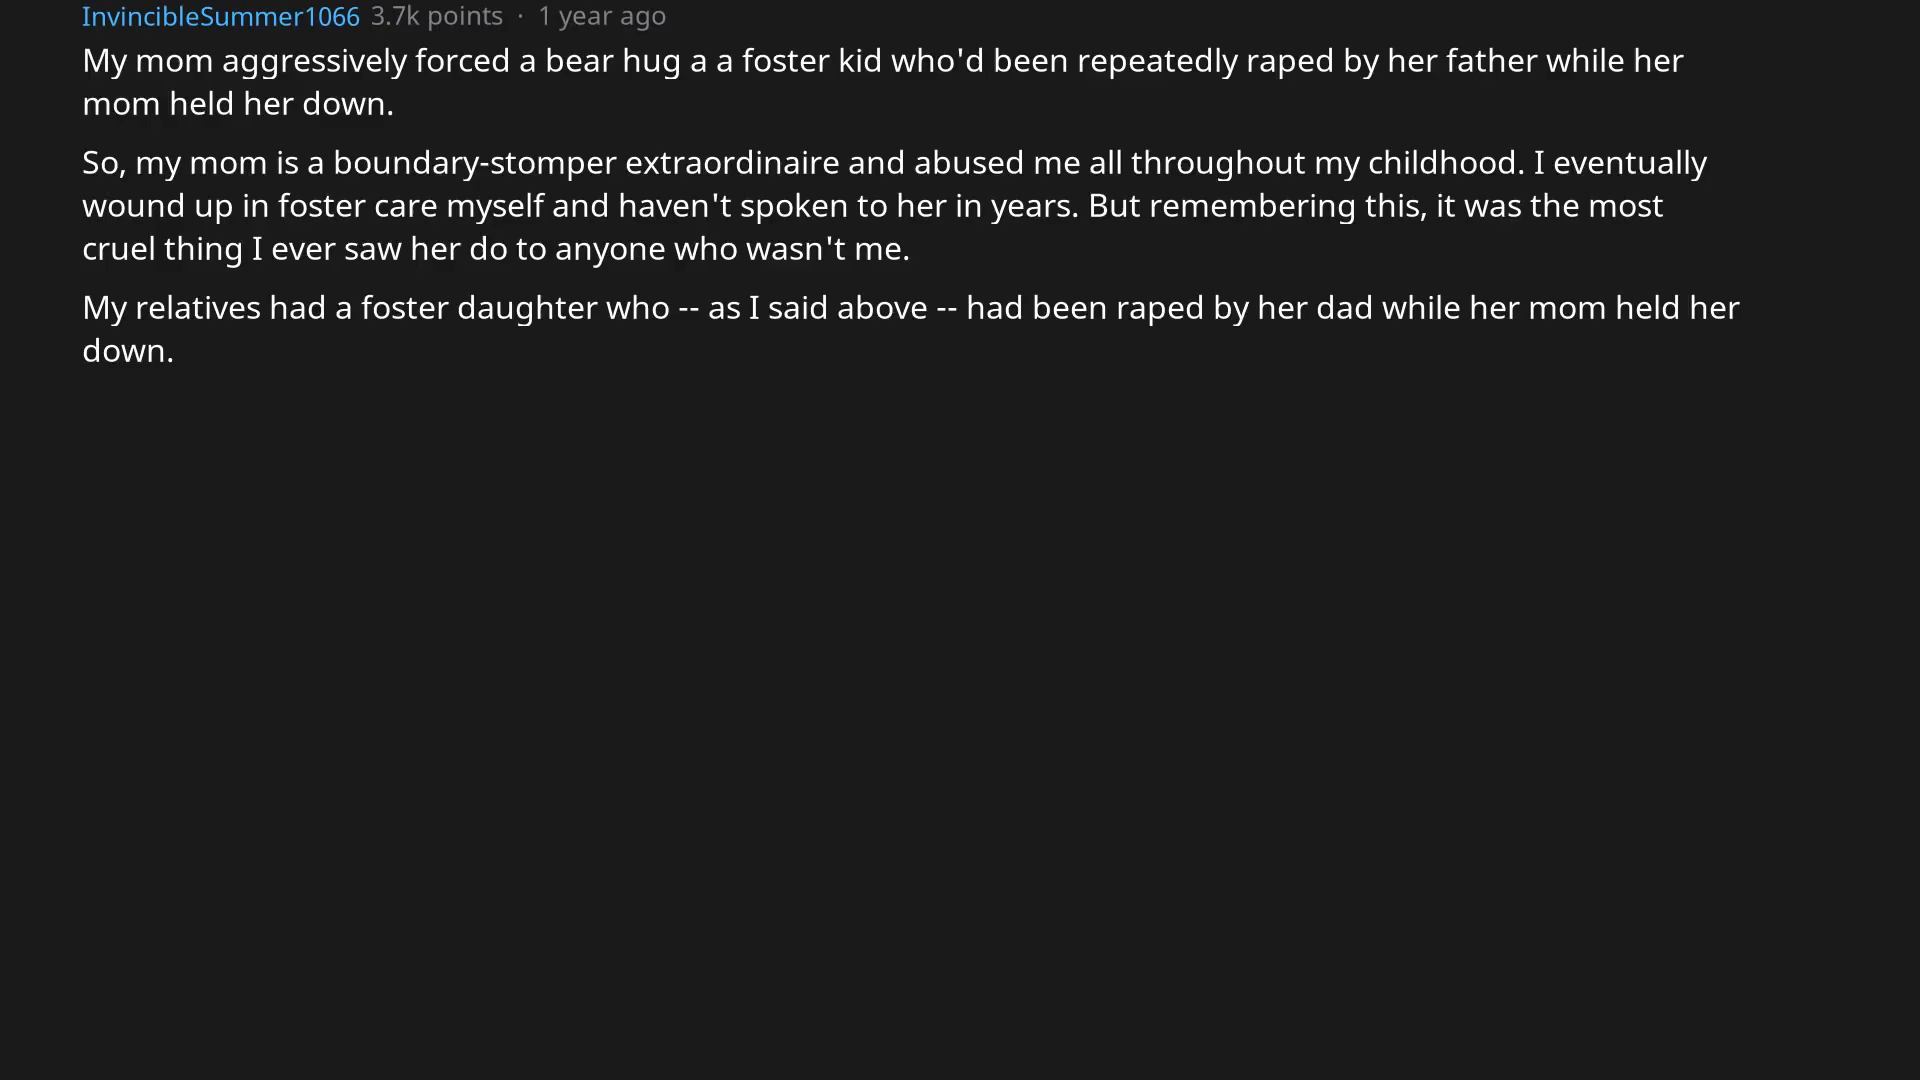 InvincibleSummer1066 3.7k points · 1 year ago
My mom aggressively forced a bear hug a a foster kid who'd been repeatedly raped by her father while her
mom held her down.
So, my mom is a boundary-stomper extraordinaire and abused me all throughout my childhood. I eventually
wound up in foster care myself and haven't spoken to her in years. But remembering this, it was the most
cruel thing I ever saw her do to anyone who wasn't me.
My relatives had a foster daughter who -- as I said above -- had been raped by her dad while her mom held her
down.